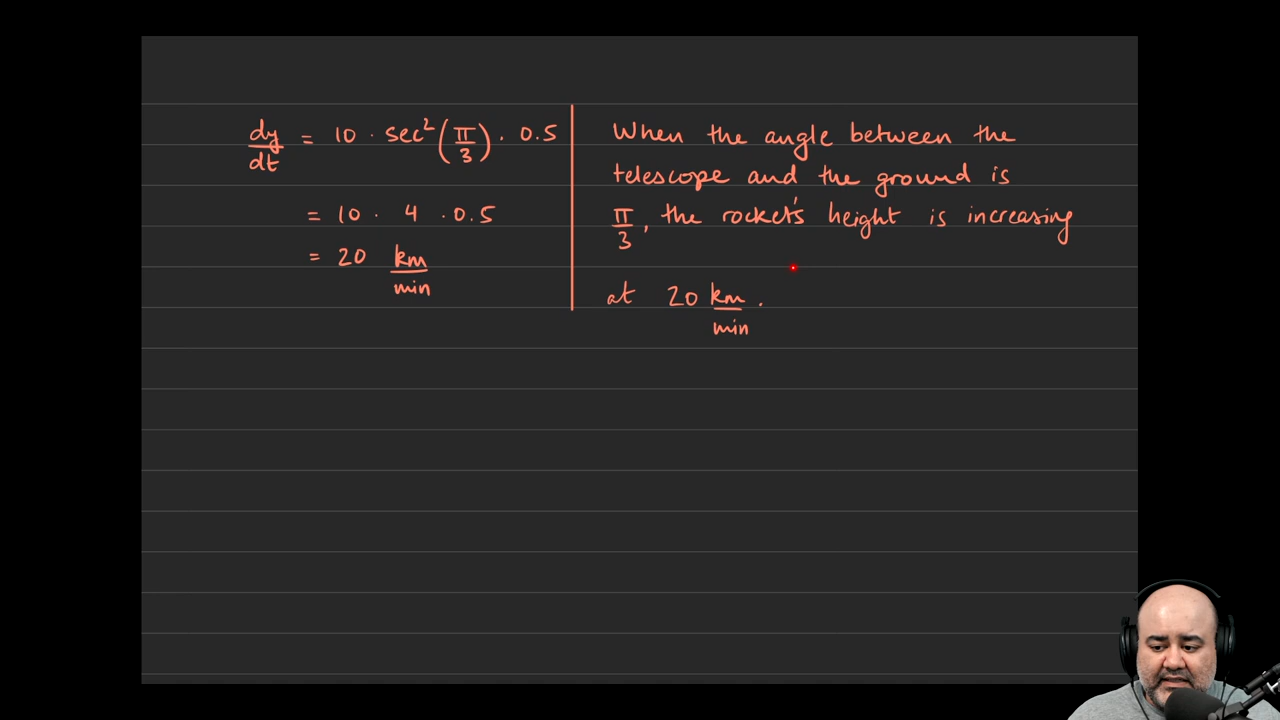 dy/dt = 10 · sec²(π/3) · 0.5
= 10 · 4 · 0.5
= 20 km/min
When the angle between the
telescope and the ground is
π/3, the rocket's height is increasing
at 20 km/min.